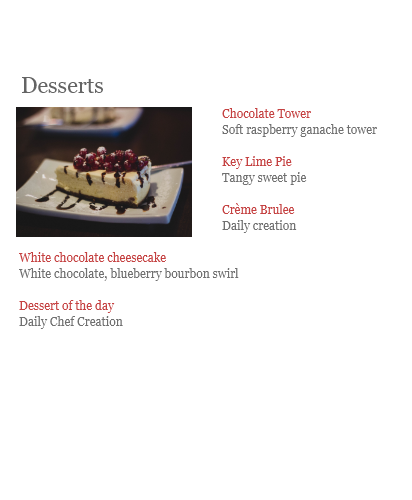 Desserts
Chocolate Tower
Soft raspberry ganache tower
Key Lime Pie
Tangy sweet pie
Crème Brulee
Daily creation
White chocolate cheesecake
White chocolate, blueberry bourbon swirl
Dessert of the day
Daily Chef Creation